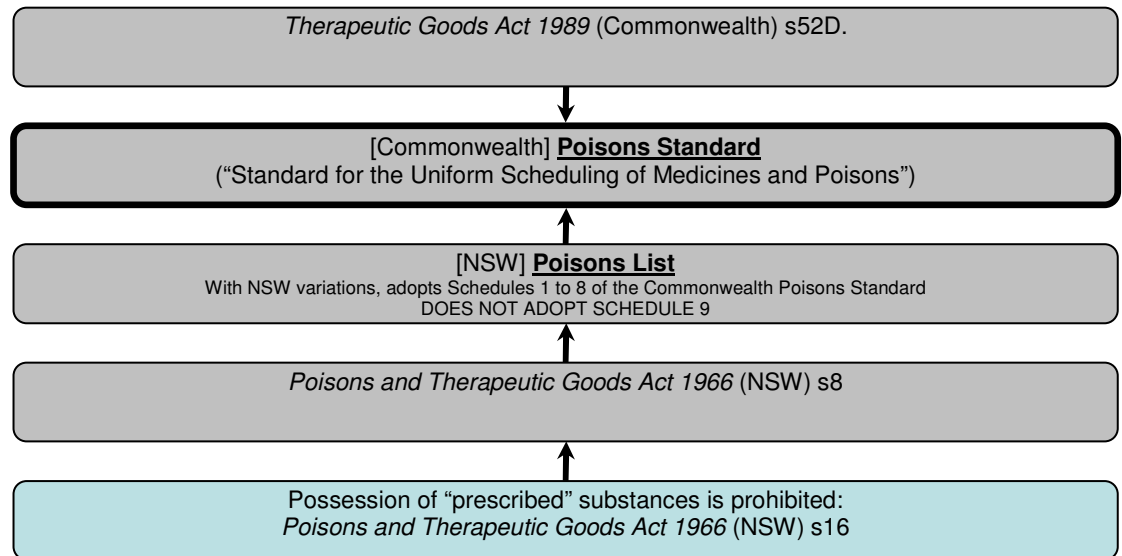 Therapeutic Goods Act 1989 (Commonwealth) s52D.
[Commonwealth] Poisons Standard
(“Standard for the Uniform Scheduling of Medicines and Poisons”)
[NSW] Poisons List
With NSW variations, adopts Schedules 1 to 8 of the Commonwealth Poisons Standard
DOES NOT ADOPT SCHEDULE 9
Poisons and Therapeutic Goods Act 1966 (NSW) s8
Possession of “prescribed” substances is prohibited:
Poisons and Therapeutic Goods Act 1966 (NSW) s16